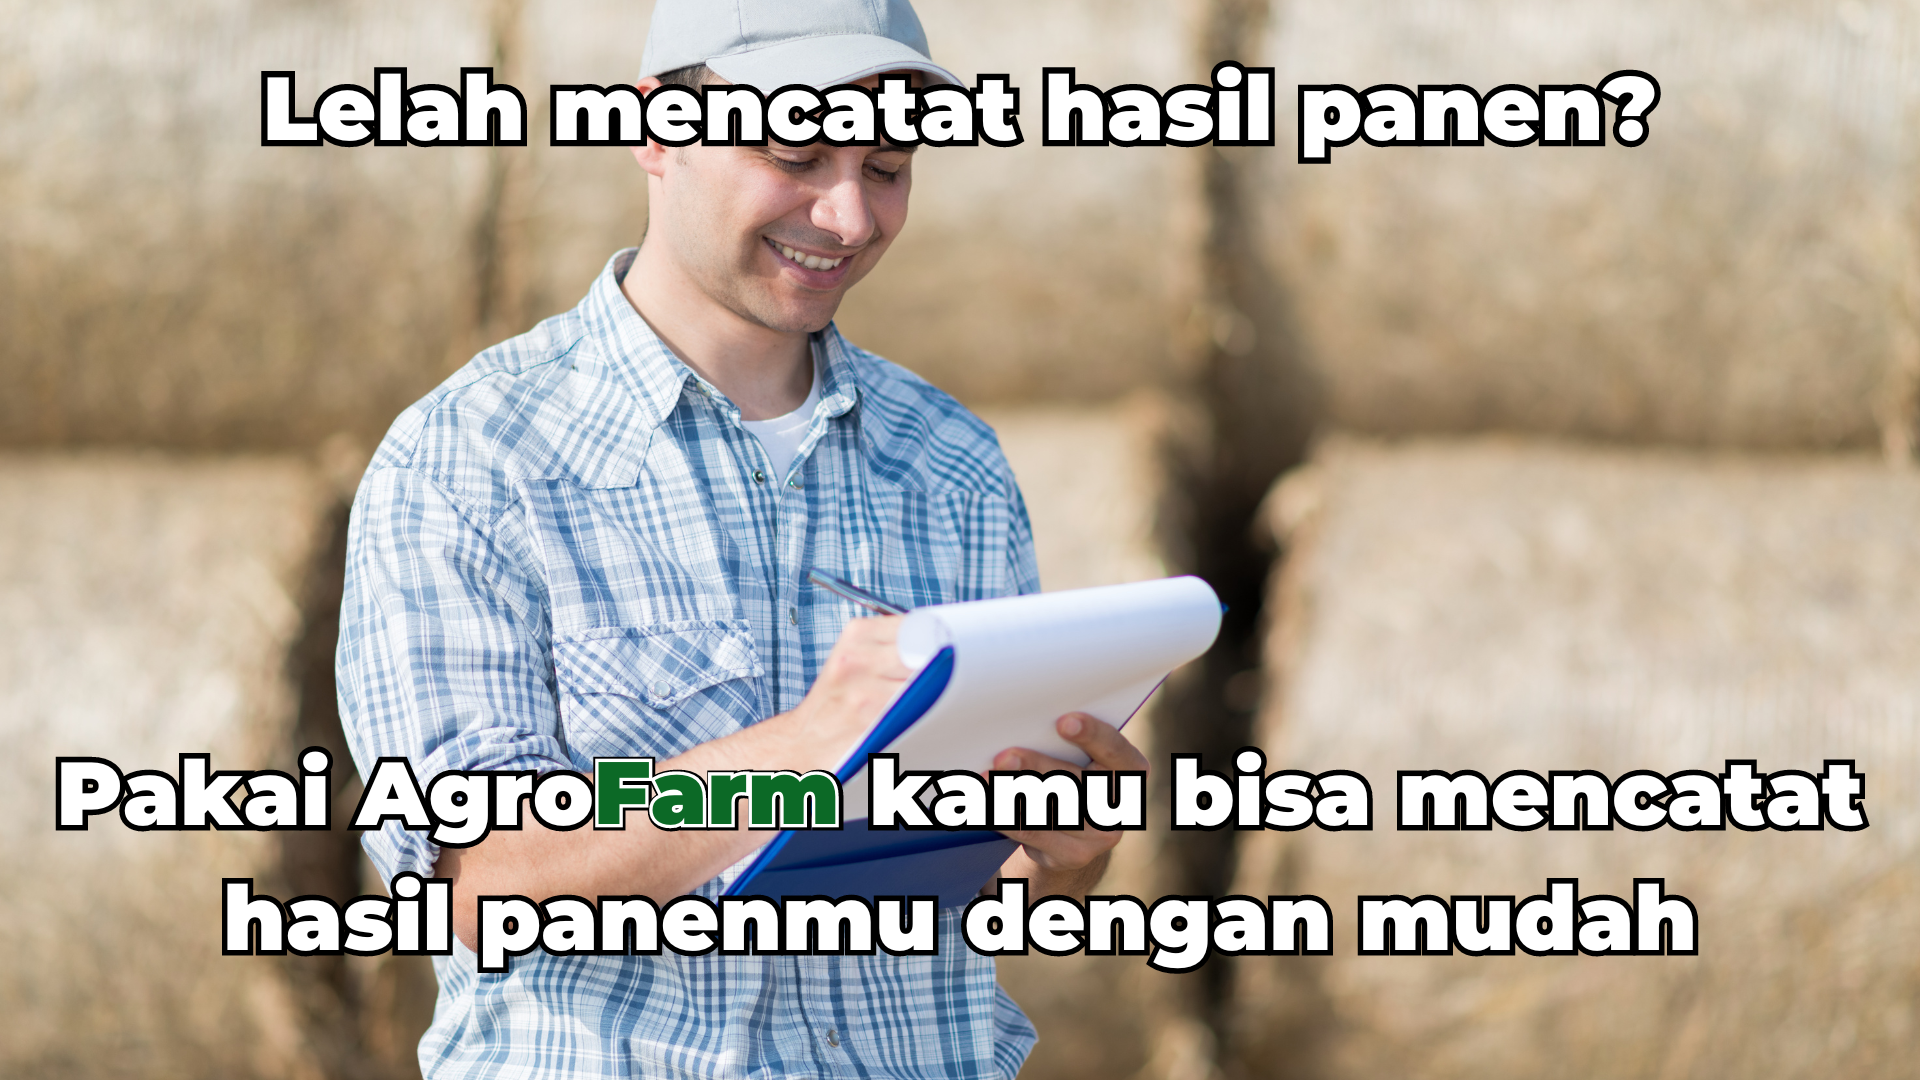 Lelah mencatat hasil panen?
Pakai AgroFarm kamu bisa mencatat
hasil panenmu dengan mudah